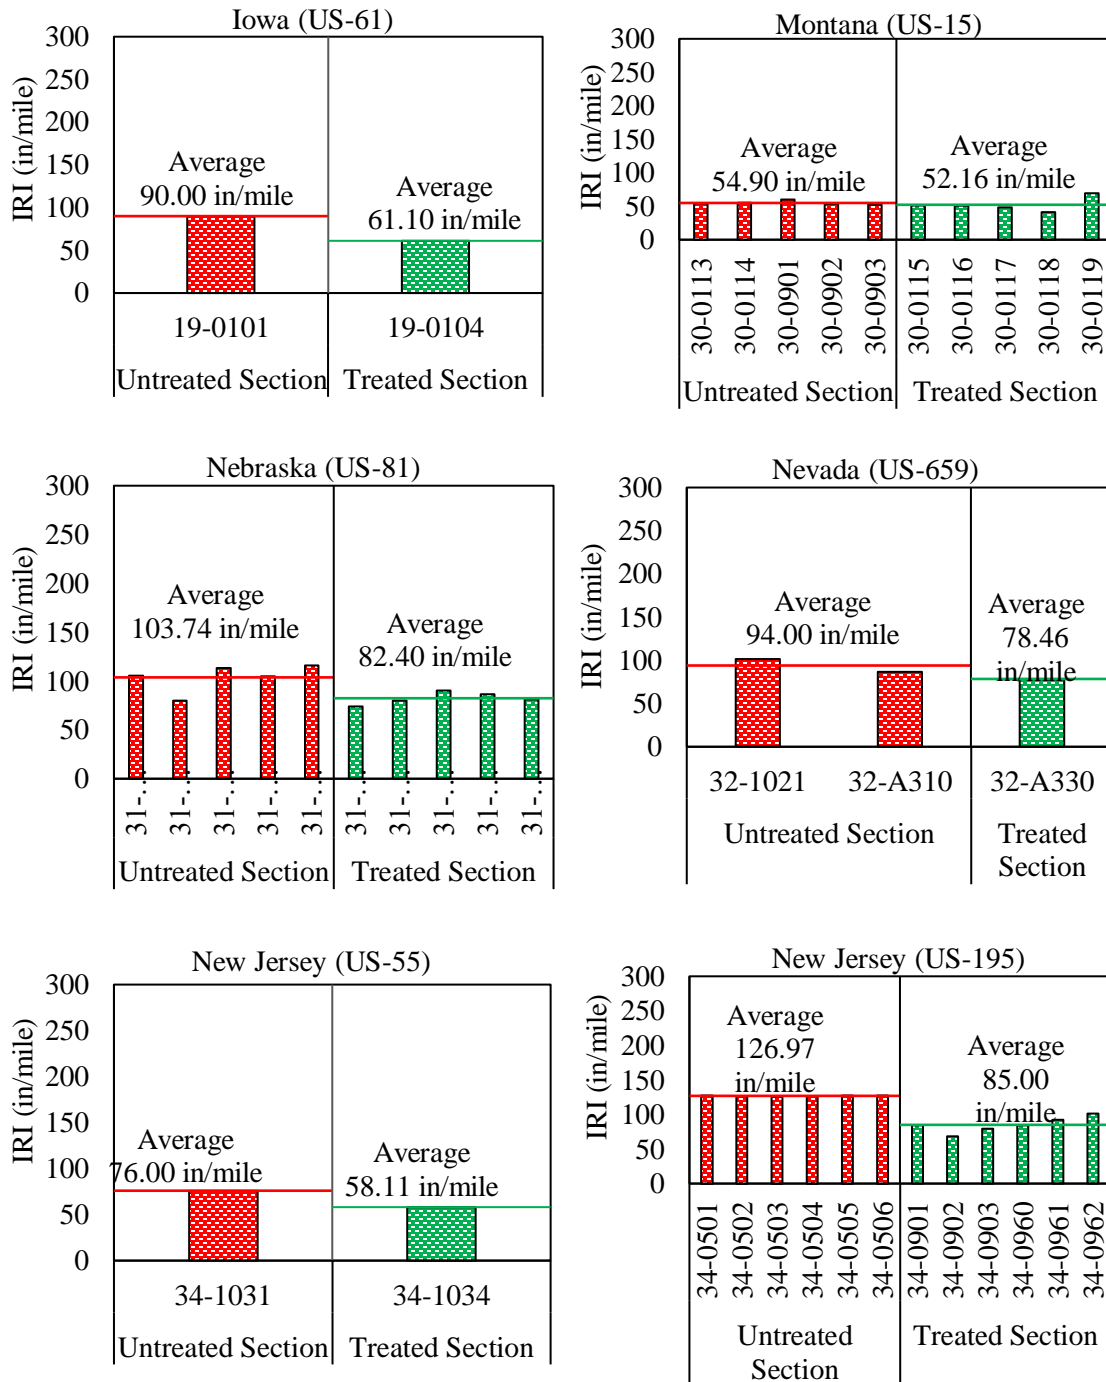 Iowa (US-61)
IRI (in/mile)
300
250
200
150
100
50
0
Average
90.00 in/mile
Average
61.10 in/mile
19-0101
19-0104
Untreated Section
Treated Section
Montana (US-15)
IRI (in/mile)
300
250
200
150
100
50
0
Average
54.90 in/mile
Average
52.16 in/mile
30-0113
30-0114
30-0901
30-0902
30-0903
30-0115
30-0116
30-0117
30-0118
30-0119
Untreated Section
Treated Section
Nebraska (US-81)
IRI (in/mile)
300
250
200
150
100
50
0
Average
103.74 in/mile
Average
82.40 in/mile
31-...
31-...
31-...
31-...
31-...
31-...
31-...
31-...
31-...
31-...
Untreated Section
Treated Section
Nevada (US-659)
IRI (in/mile)
300
250
200
150
100
50
0
Average
94.00 in/mile
Average
78.46
in/mile
32-1021
32-A310
32-A330
Untreated Section
Treated
Section
New Jersey (US-55)
IRI (in/mile)
300
250
200
150
100
50
0
Average
76.00 in/mile
Average
58.11 in/mile
34-1031
34-1034
Untreated Section
Treated Section
New Jersey (US-195)
IRI (in/mile)
300
250
200
150
100
50
0
Average
126.97
in/mile
Average
85.00
in/mile
34-0501
34-0502
34-0503
34-0504
34-0505
34-0506
34-0901
34-0902
34-0903
34-0960
34-0961
34-0962
Untreated
Section
Treated Section